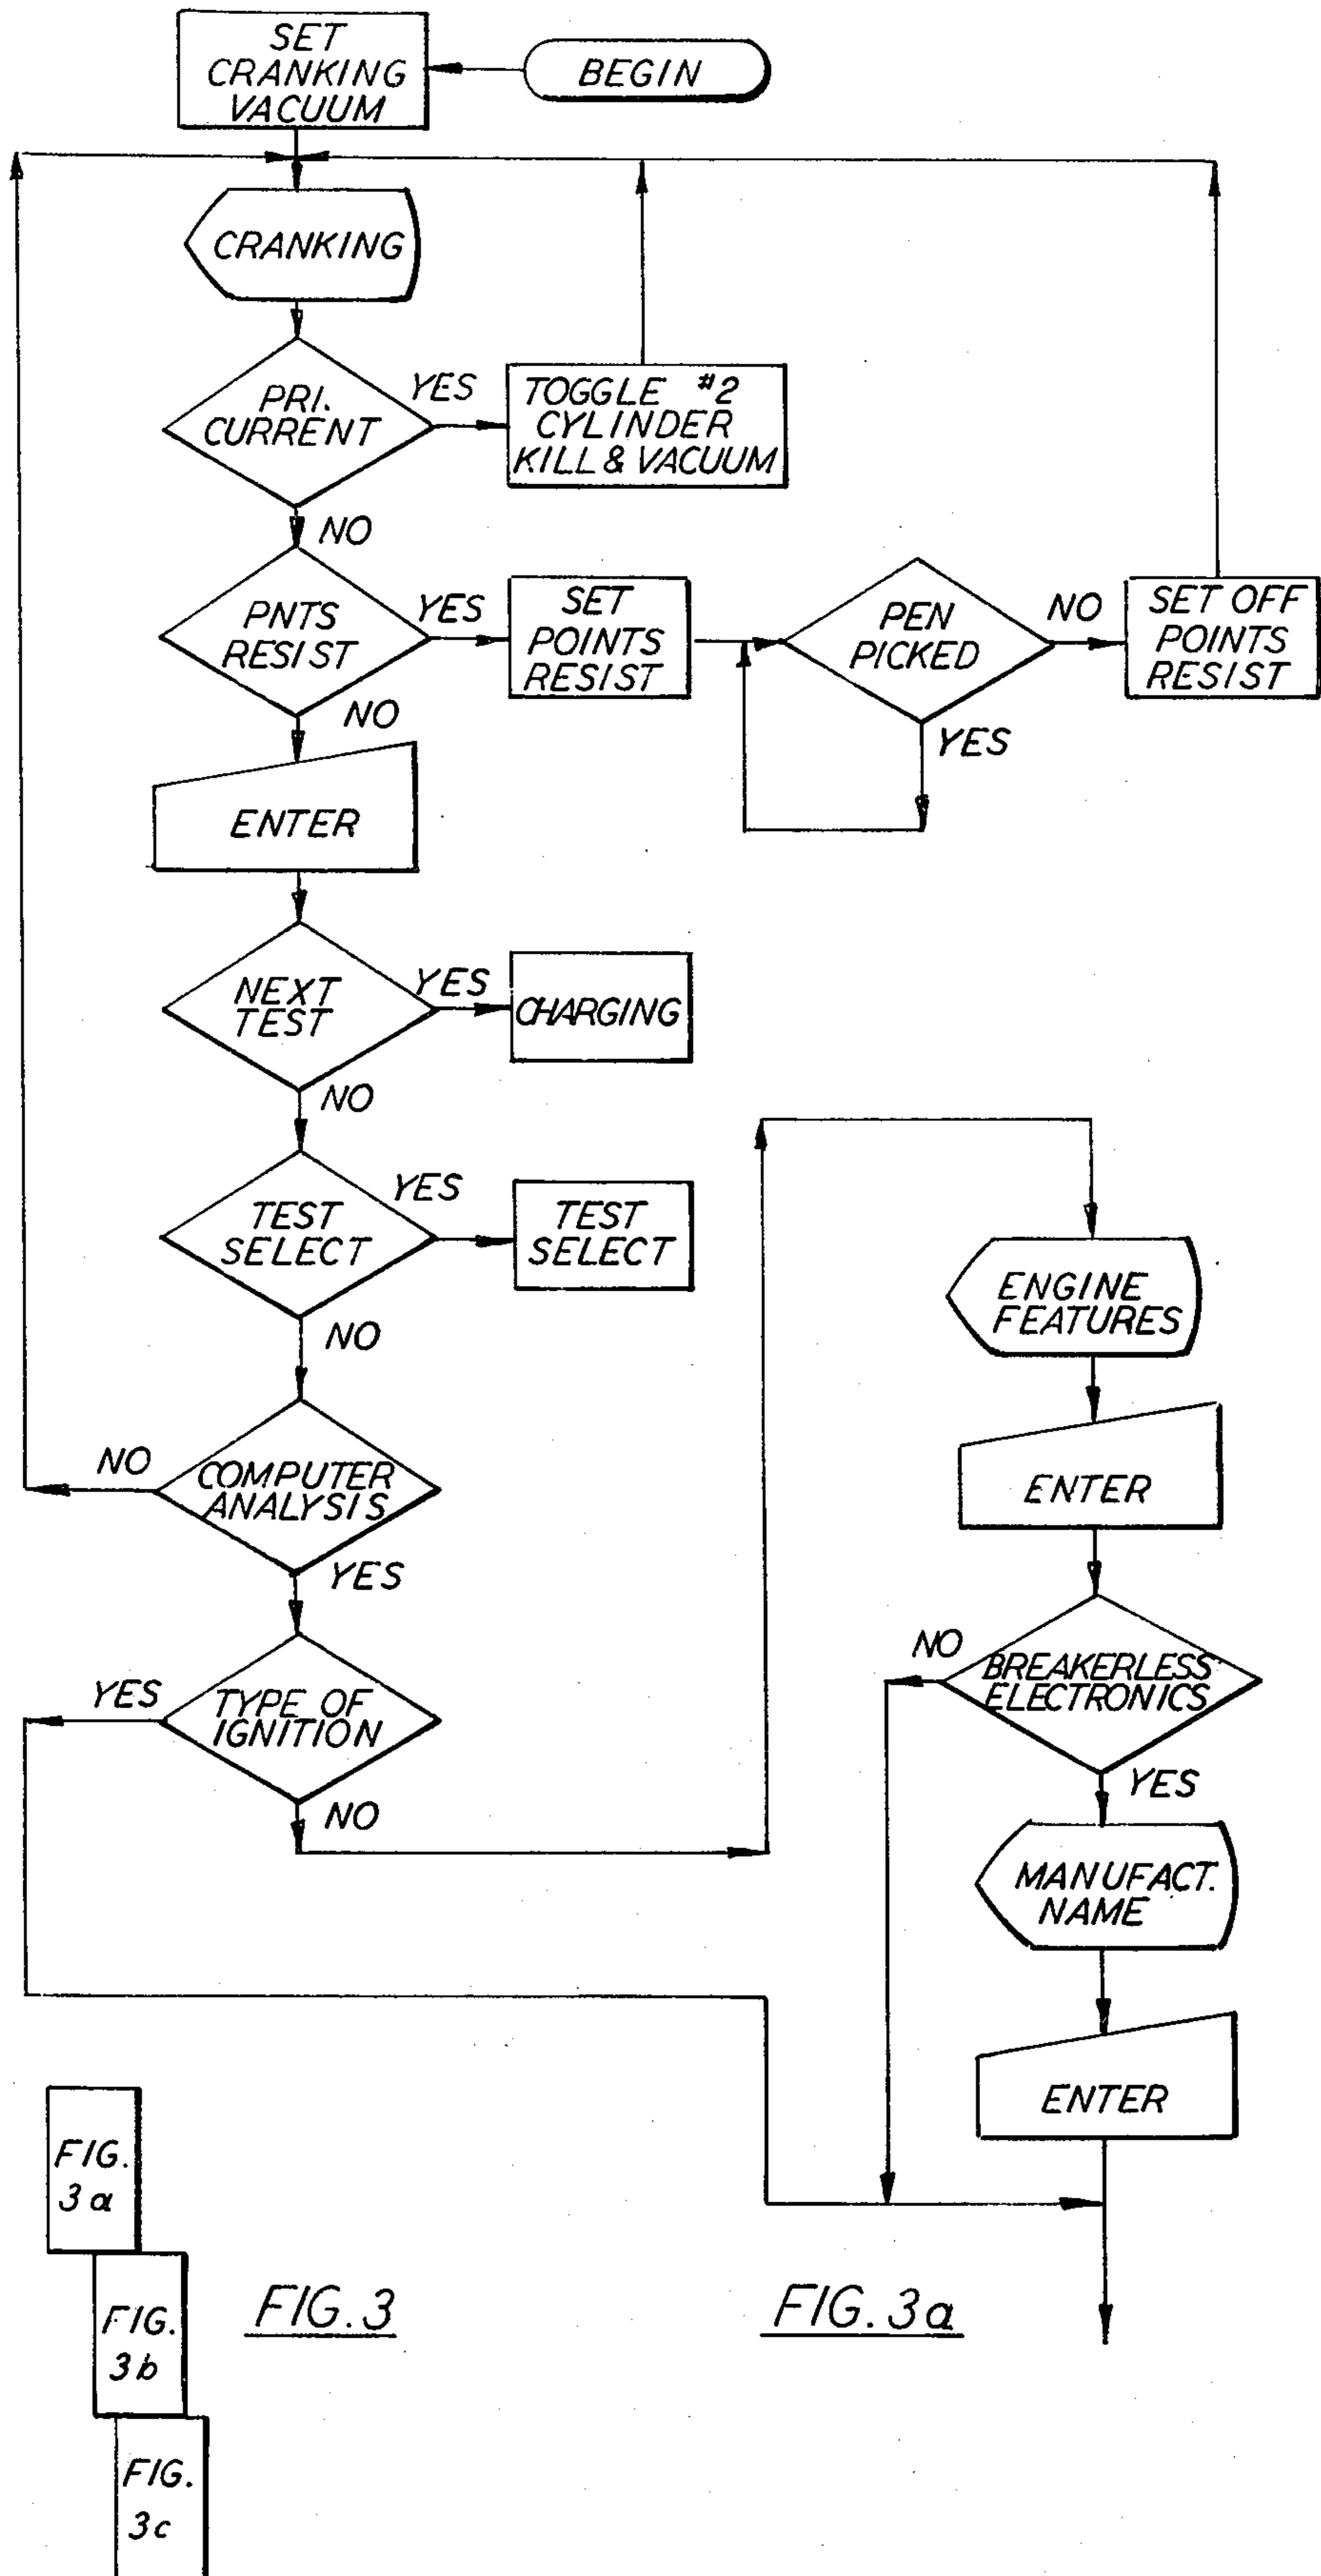 SET
CRANKING
VACUUM
BEGIN
CRANKING
PRI.
CURRENT
YES
TOGGLE #2
CYLINDER
KILL & VACUUM
NO
PNTS
RESIST
YES
SET
POINTS
RESIST
PEN
PICKED
NO
SET OFF
POINTS
RESIST
YES
NO
ENTER
NEXT
TEST
YES
CHARGING
NO
TEST
SELECT
YES
TEST
SELECT
NO
COMPUTER
ANALYSIS
NO
YES
TYPE OF
IGNITION
YES
NO
ENGINE
FEATURES
ENTER
BREAKERLESS
ELECTRONICS
NO
YES
MANUFACT.
NAME
ENTER
FIG.
3a
FIG.
3b
FIG.
3c
FIG. 3
FIG. 3a